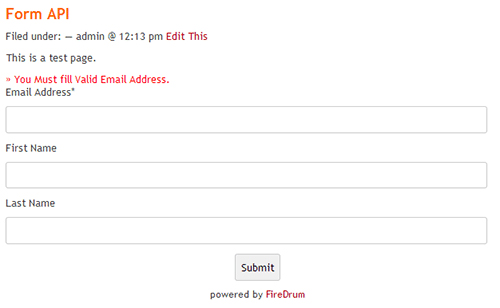 Form API
Filed under: — admin @ 12:13 pm Edit This
This is a test page.
» You Must fill Valid Email Address.
Email Address*
First Name
Last Name
Submit
powered by FireDrum